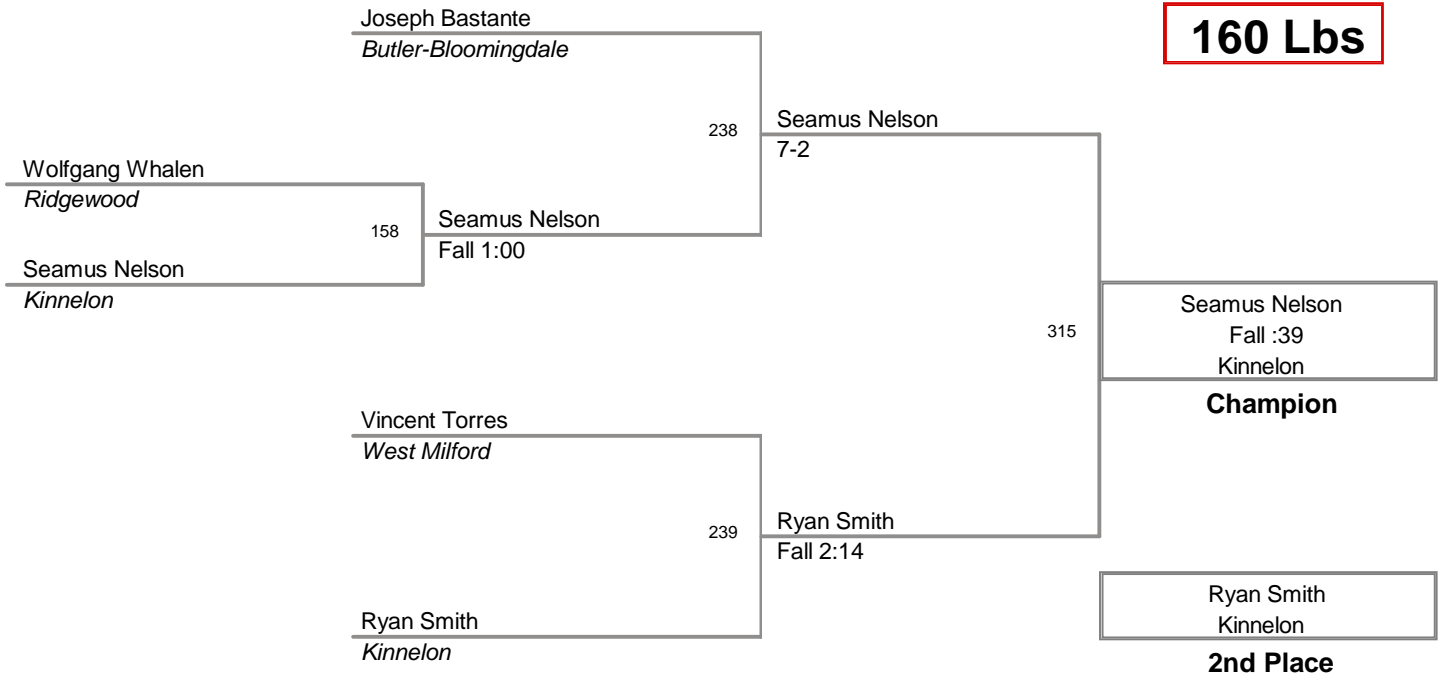 Joseph Bastante
Butler-Bloomingdale
160 Lbs
238
Seamus Nelson
7-2
Wolfgang Whalen
Ridgewood
158
Seamus Nelson
Fall 1:00
Seamus Nelson
Kinnelon
315
Seamus Nelson
Fall :39
Kinnelon
Champion
Vincent Torres
West Milford
239
Ryan Smith
Fall 2:14
Ryan Smith
Kinnelon
Ryan Smith
Kinnelon
2nd Place